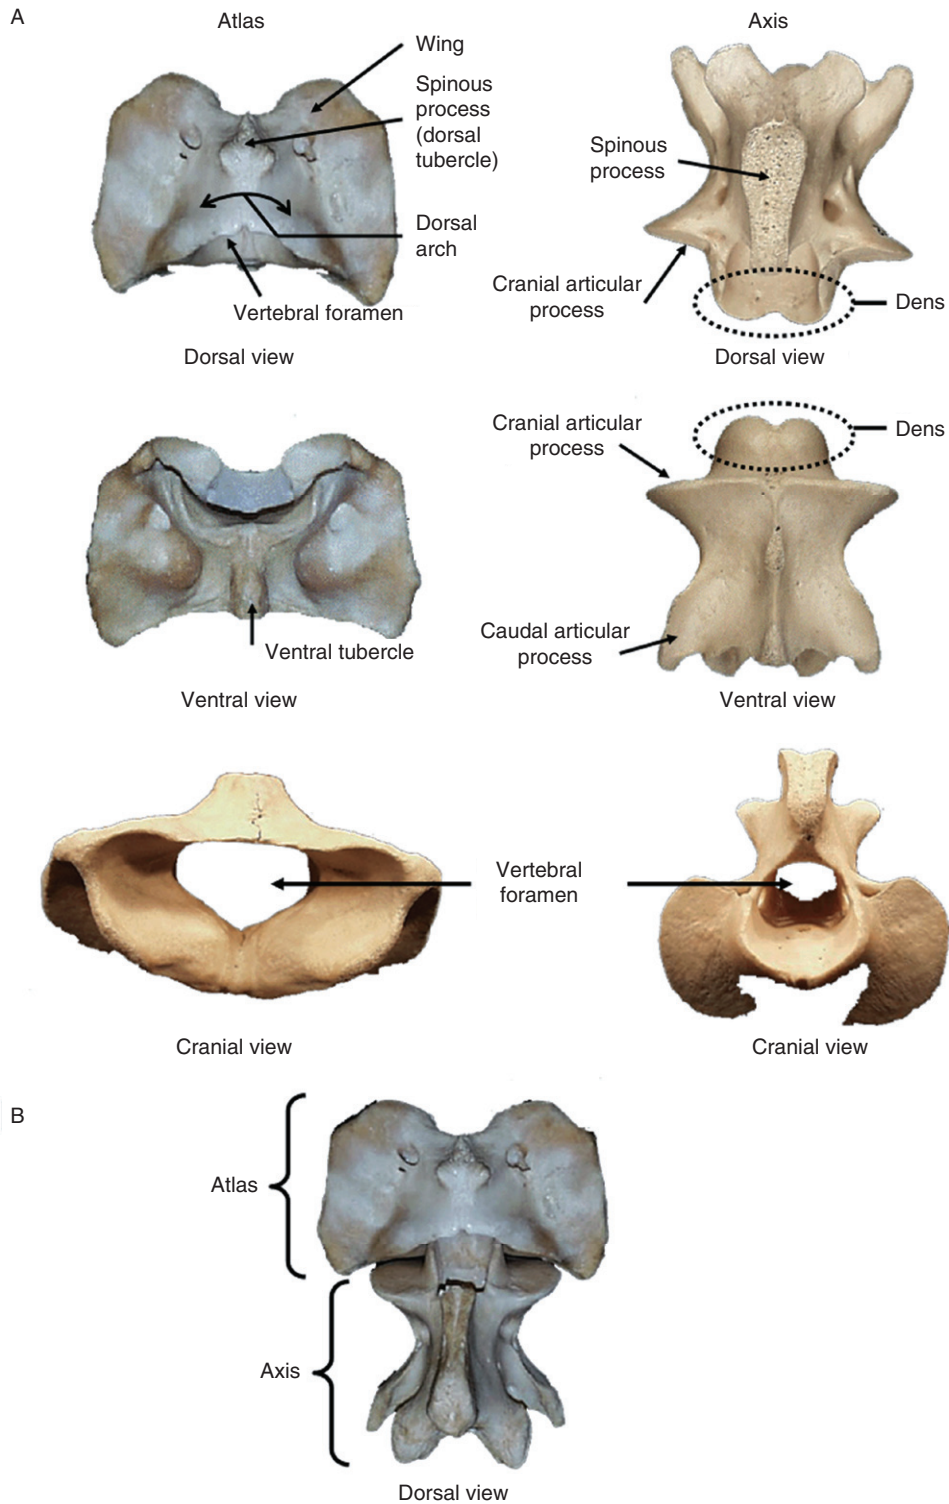 A
Atlas
Axis
Wing
Spinous
process
(dorsal
tubercle)
Dorsal
arch
Vertebral foramen
Dorsal view
Spinous
process
Cranial articular
process
Dens
Dorsal view
Ventral tubercle
Ventral view
Cranial articular
process
Dens
Caudal articular
process
Ventral view
Vertebral
foramen
Cranial view
Cranial view
B
Atlas
Axis
Dorsal view